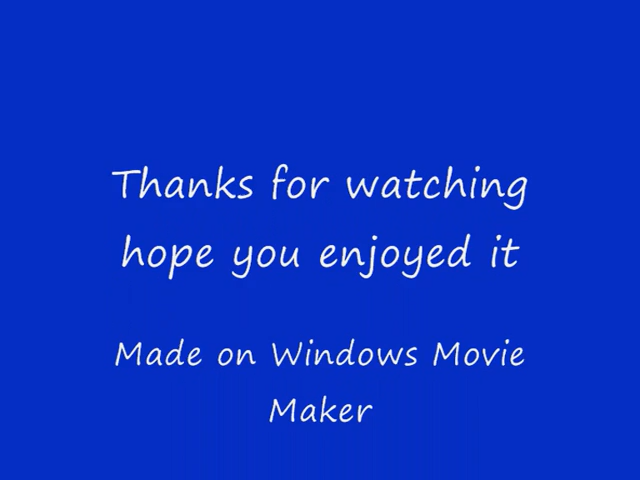 Thanks for watching
hope you enjoyed it
Made on Windows Movie
Maker